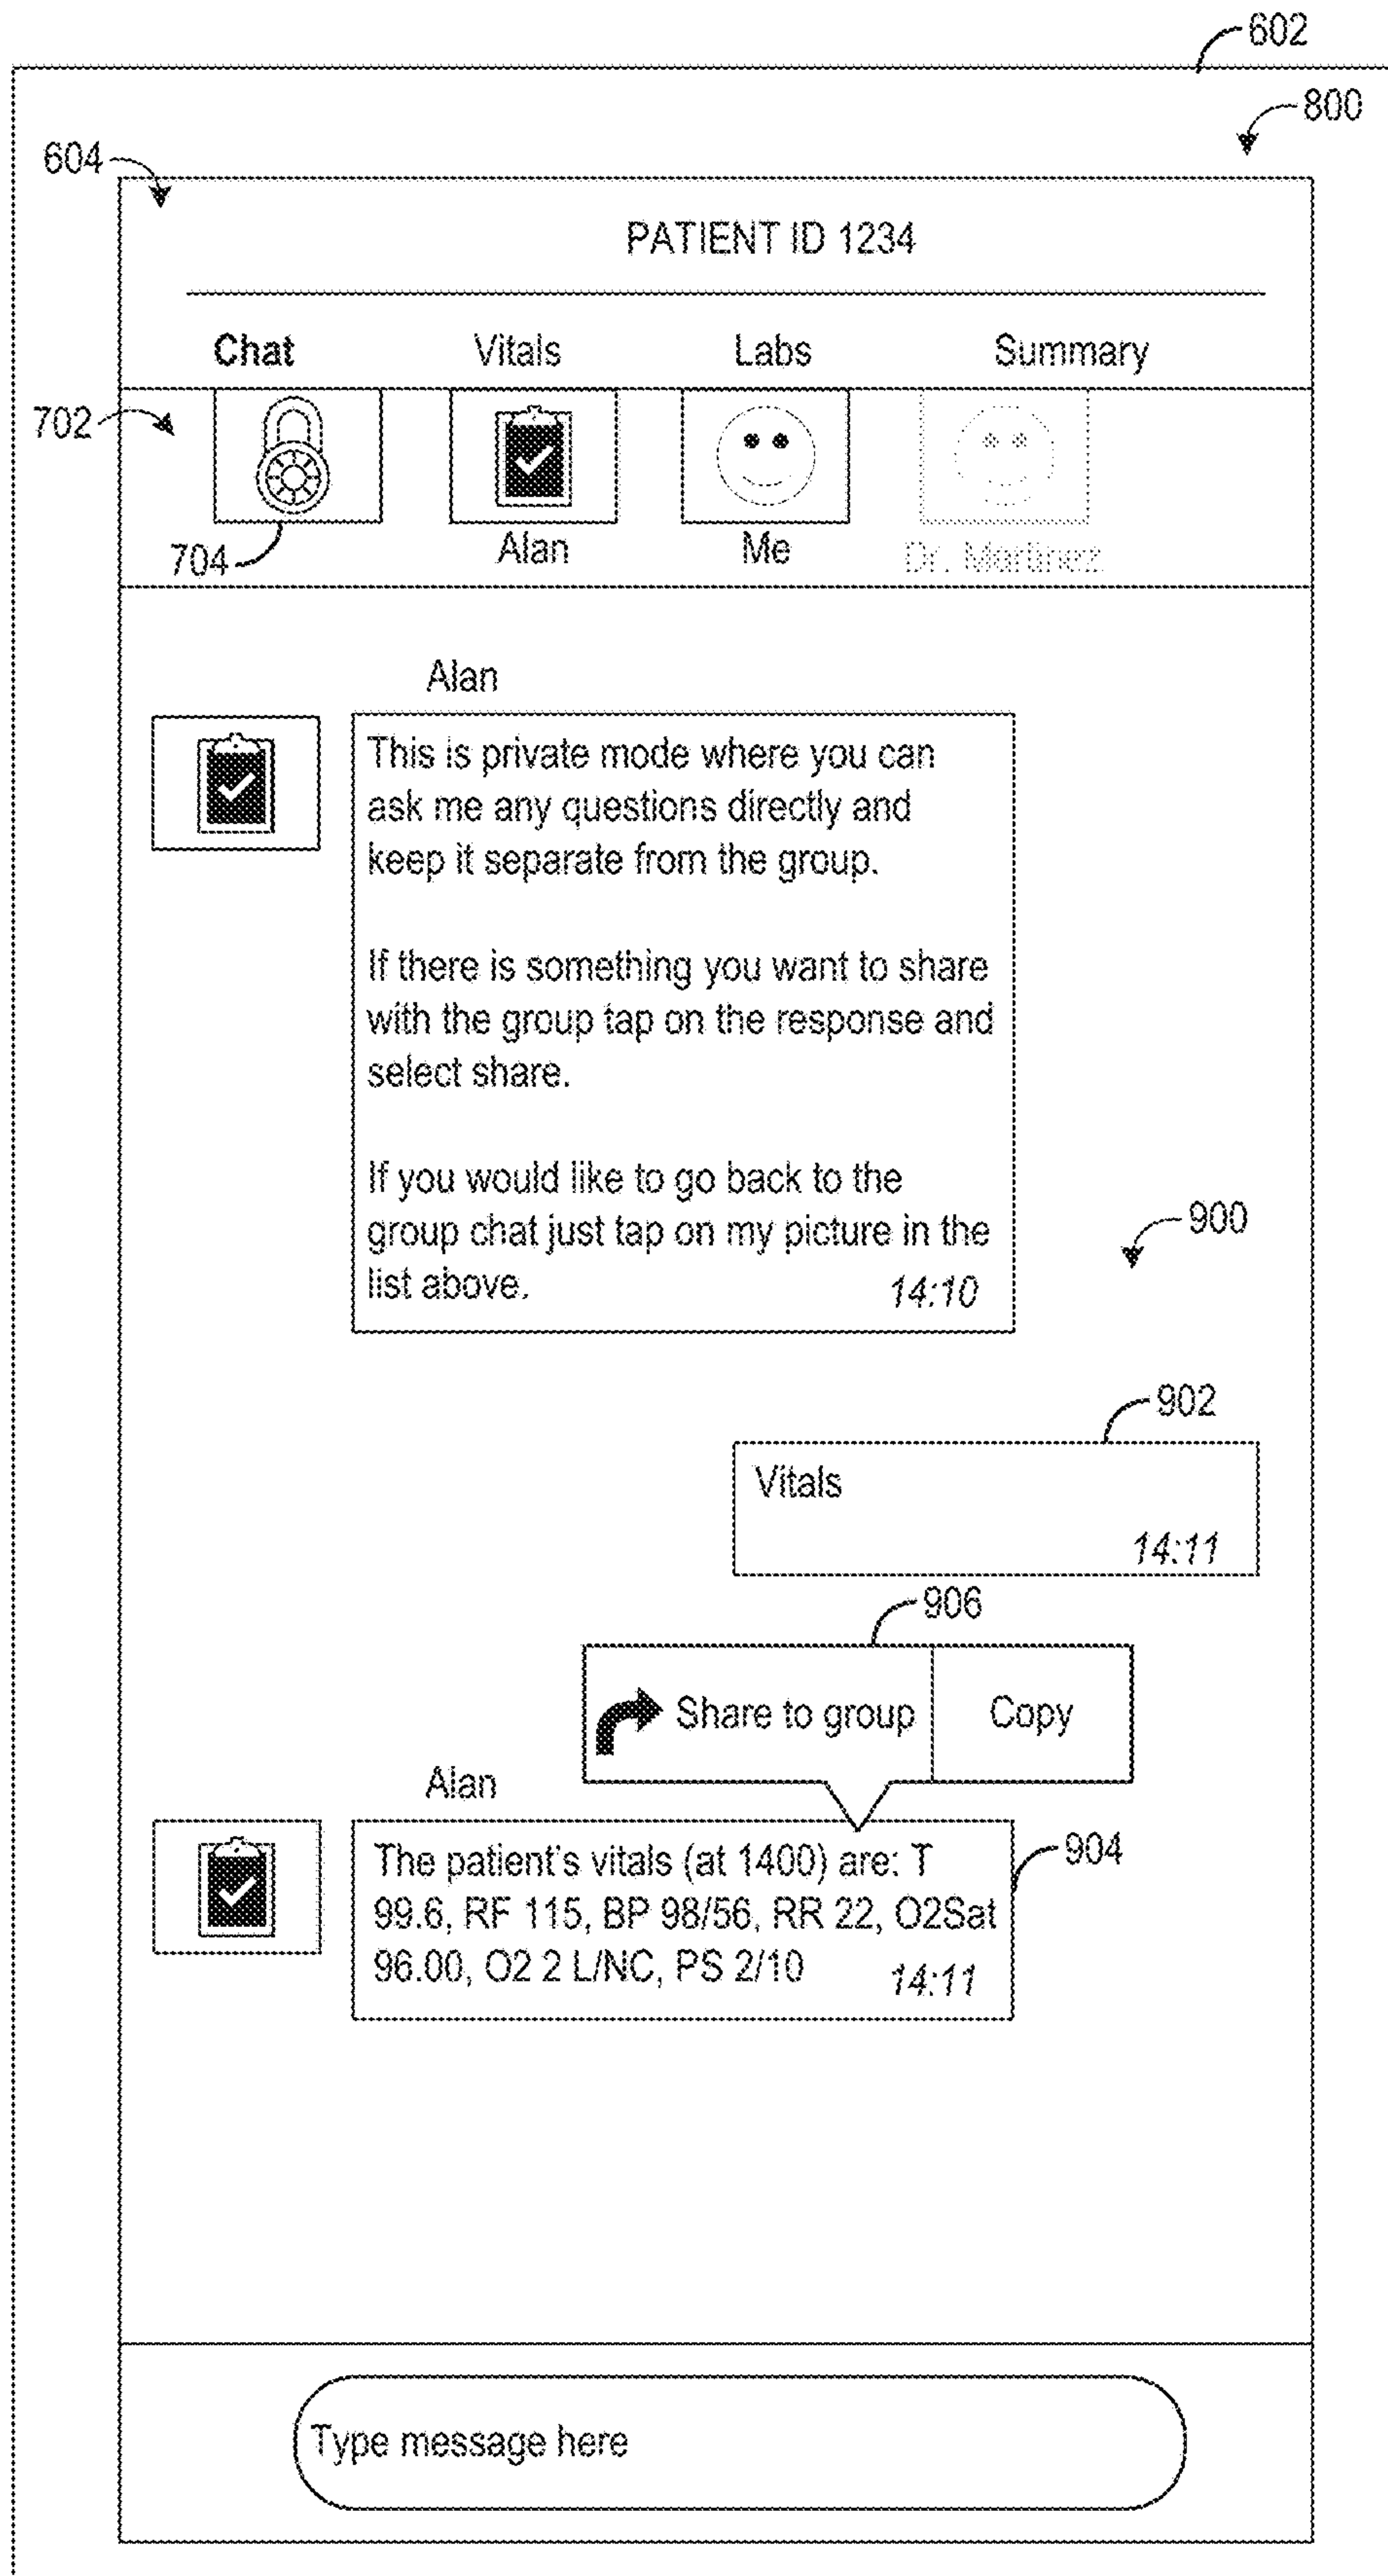 602
800
604
PATIENT ID 1234
Chat Vitals Labs Summary
702
704
Alan Me Dr. Martinez
Alan
This is private mode where you can
ask me any questions directly and
keep it separate from the group.
If there is something you want to share
with the group tap on the response and
select share.
If you would like to go back to the
group chat just tap on my picture in the
list above. 14:10
900
902
Vitals
14:11
906
Share to group Copy
Alan
The patient's vitals (at 1400) are: T
99.6, RF 115, BP 98/56, RR 22, O2Sat
96.00, O2 2 L/NC, PS 2/10 14:11
904
Type message here